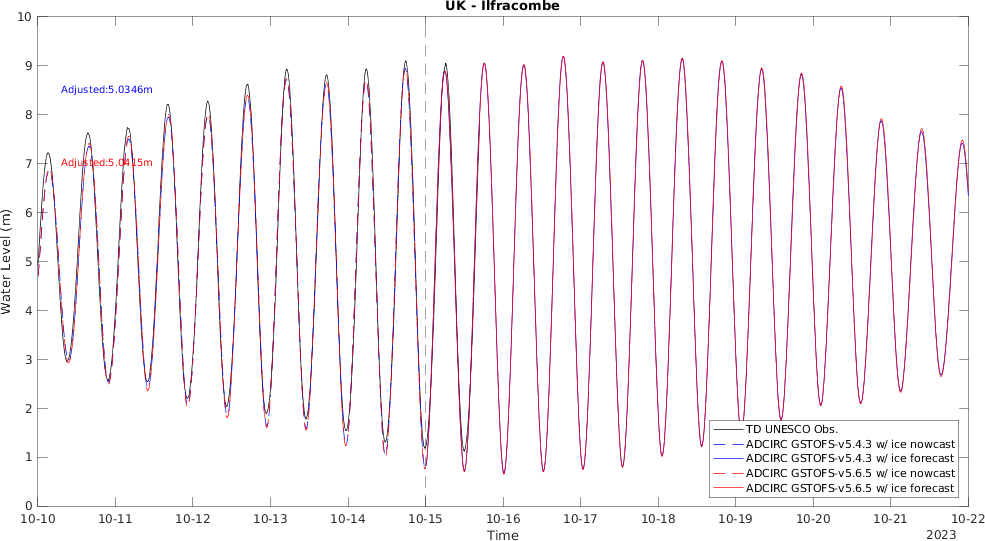 UK - Ilfracombe
10
9
8
7
6
5
4
3
2
1
0
Water Level (m)
Adjusted:5.0346m
Adjusted:5.0415m
TD UNESCO Obs.
ADCIRC GSTOFS-v5.4.3 w/ ice nowcast
ADCIRC GSTOFS-v5.4.3 w/ ice forecast
ADCIRC GSTOFS-v5.6.5 w/ ice nowcast
ADCIRC GSTOFS-v5.6.5 w/ ice forecast
10-10 10-11 10-12 10-13 10-14 10-15 10-16 10-17 10-18 10-19 10-20 10-21 10-22
Time
2023